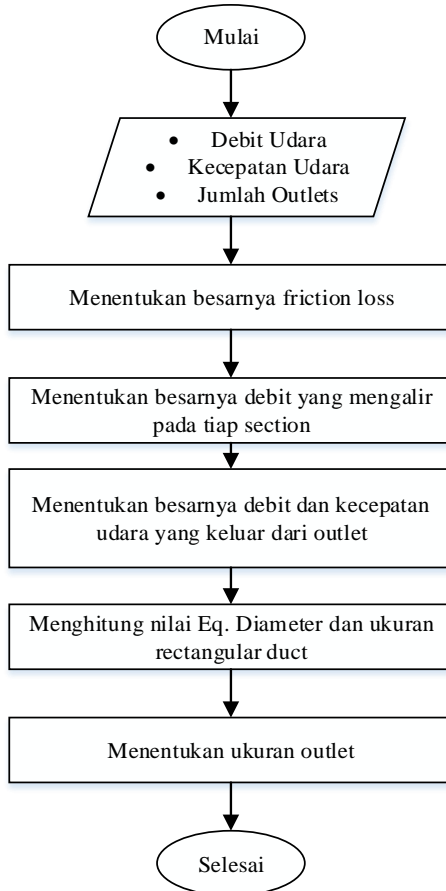 Mulai
• Debit Udara
• Kecepatan Udara
• Jumlah Outlets
Menentukan besarnya friction loss
Menentukan besarnya debit yang mengalir
pada tiap section
Menentukan besarnya debit dan kecepatan
udara yang keluar dari outlet
Menghitung nilai Eq. Diameter dan ukuran
rectangular duct
Menentukan ukuran outlet
Selesai